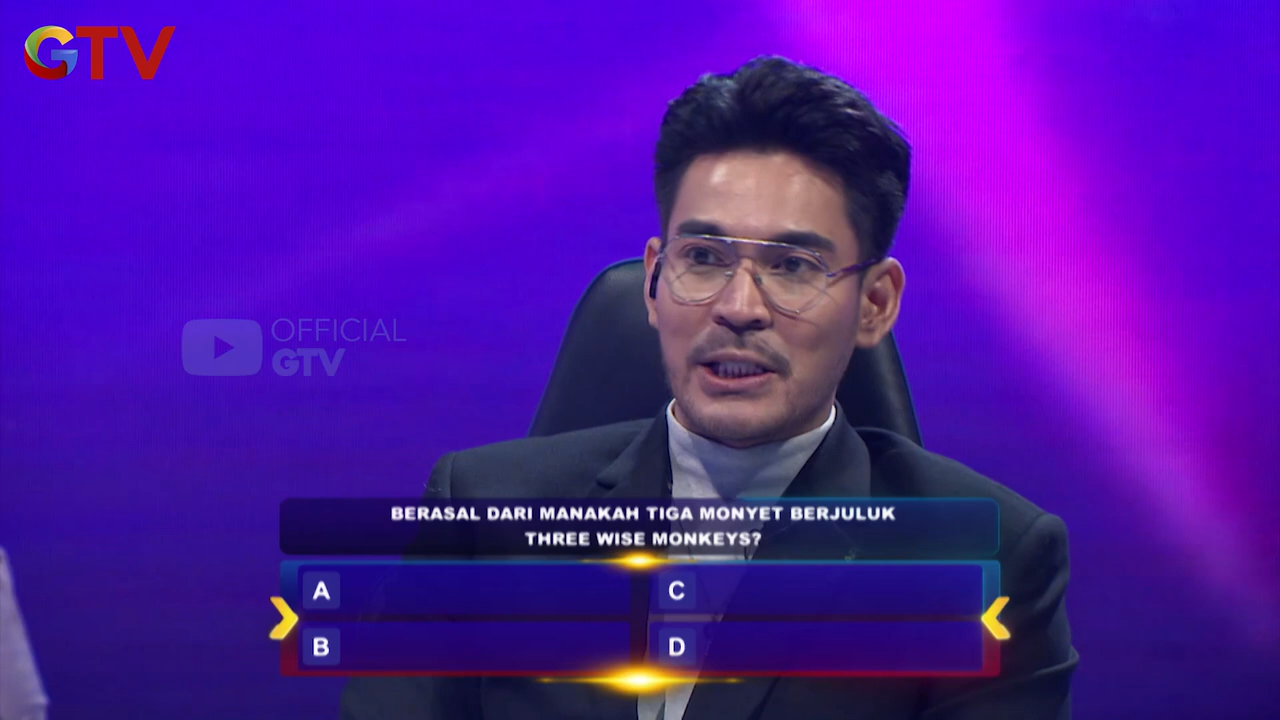 GTV
OFFICIAL
GTV
BERASAL DARI MANAKAH TIGA MONYET BERJULUK
THREE WISE MONKEYS?
A
C
B
D